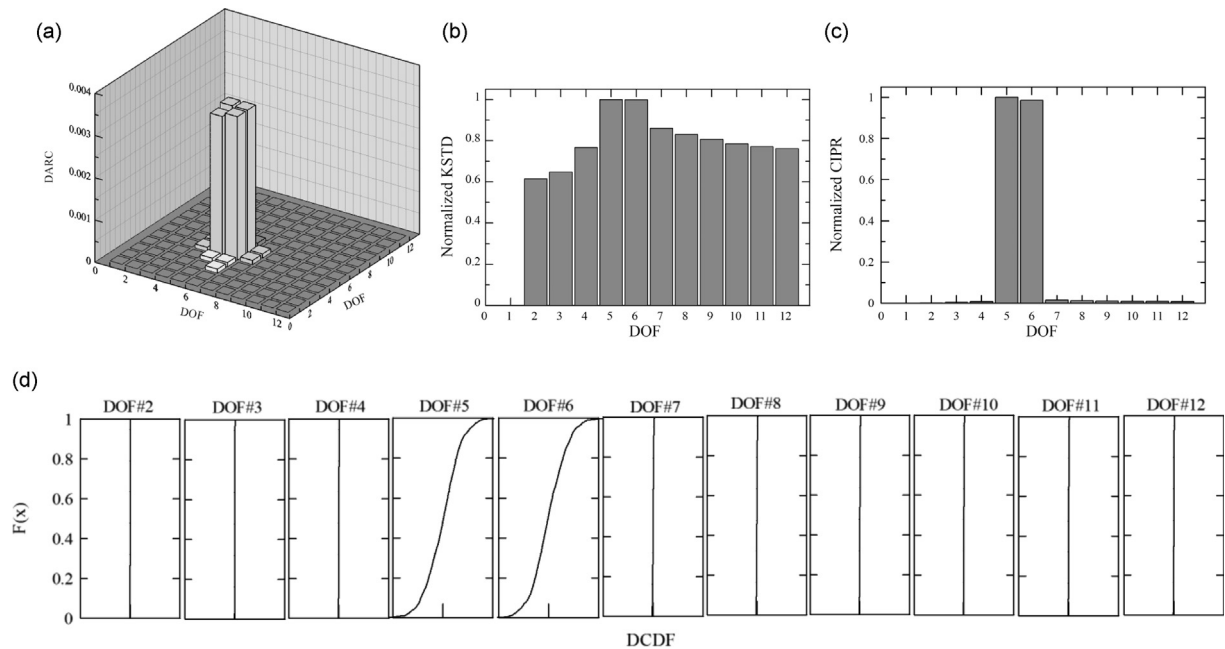 (a)
0.004
0.003
0.002
0.001
0
DARC
0 2 4 6 8 10 12
DOF
0 2 4 6 8 10 12
DOF
(b)
1
0.8
0.6
0.4
0.2
0
Normalized KSTD
0 1 2 3 4 5 6 7 8 9 10 11 12
DOF
(c)
1
0.8
0.6
0.4
0.2
0
Normalized CIPR
0 1 2 3 4 5 6 7 8 9 10 11 12
DOF
(d)
DOF#2 DOF#3 DOF#4 DOF#5 DOF#6 DOF#7 DOF#8 DOF#9 DOF#10 DOF#11 DOF#12
1
0.8
0.6
0.4
0.2
0
F(x)
DCDF